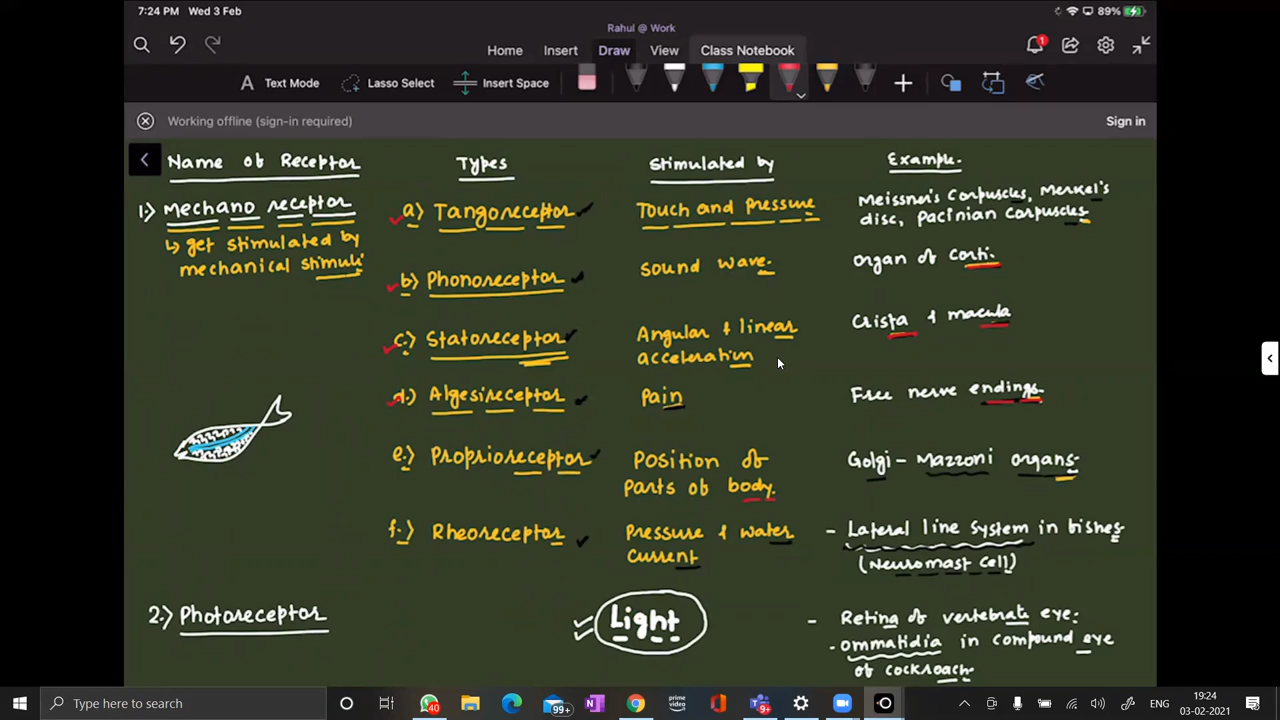 7:24 PM Wed 3 Feb
89%
Rahul @ Work
Home Insert Draw View Class Notebook
1
Text Mode Lasso Select Insert Space
Working offline (sign-in required) Sign in
Name of Receptor Types Stimulated by Example.
1.) Mechano receptor a) Tangoreceptor Touch and Pressure Meissner's Corpuscles, Merkel's
disc, pacinian corpuscles
↳ get stimulated by
mechanical stimuli
b) Phonoreceptor sound wave. organ of corti.
c.) Statoreceptor Angular & linear
acceleration Crista & macula
d.) Algesireceptor Pain Free nerve endings.
e.) Proprioreceptor Position of
Parts of body. Golgi - Mazzoni organs.
f.) Rheoreceptor Pressure & water
Current - Lateral line System in fishes
(Neuromast cell)
2.) Photoreceptor Light - Retina of vertebrate eye.
- ommatidia in compound eye
of cockroach.
Type here to search 40 99+ 9+ 19:24
03-02-2021